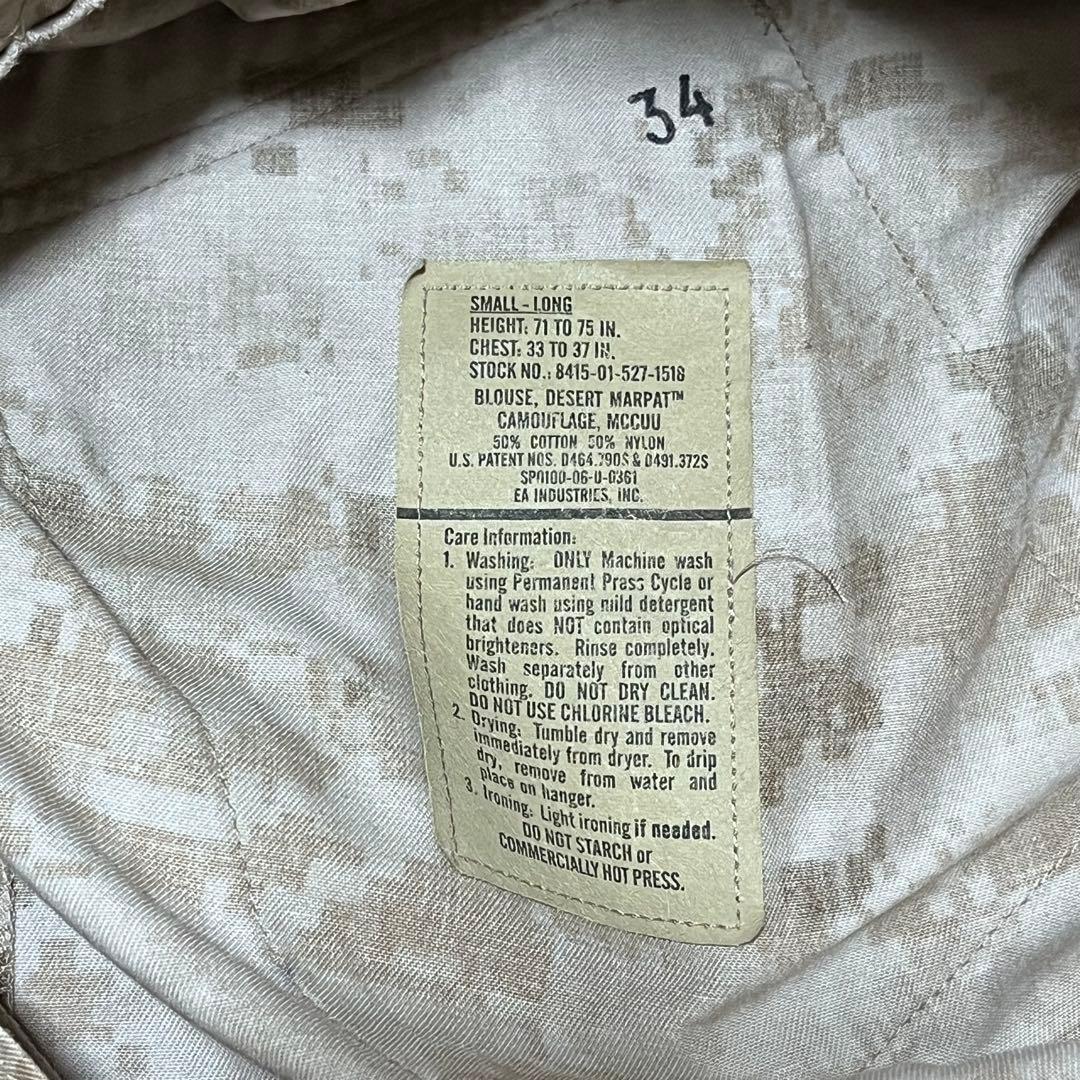 34
SMALL - LONG
HEIGHT: 71 TO 75 IN.
CHEST: 33 TO 37 IN.
STOCK NO.: 8415-01-527-1518
BLOUSE, DESERT MARPAT™
CAMOUFLAGE, MCCUU
50% COTTON 50% NYLON
U.S. PATENT NOS. D464,790S & D491,372S
SP0100-06-D-0361
EA INDUSTRIES, INC.
Care Information:
1. Washing: ONLY Machine wash
using Permanent Press Cycle or
hand wash using mild detergent
that does NOT contain optical
brighteners. Rinse completely.
Wash separately from other
clothing. DO NOT DRY CLEAN.
DO NOT USE CHLORINE BLEACH.
2. Drying: Tumble dry and remove
immediately from dryer. To drip
dry, remove from water and
place on hanger.
3. Ironing: Light ironing if needed.
DO NOT STARCH or
COMMERCIALLY HOT PRESS.